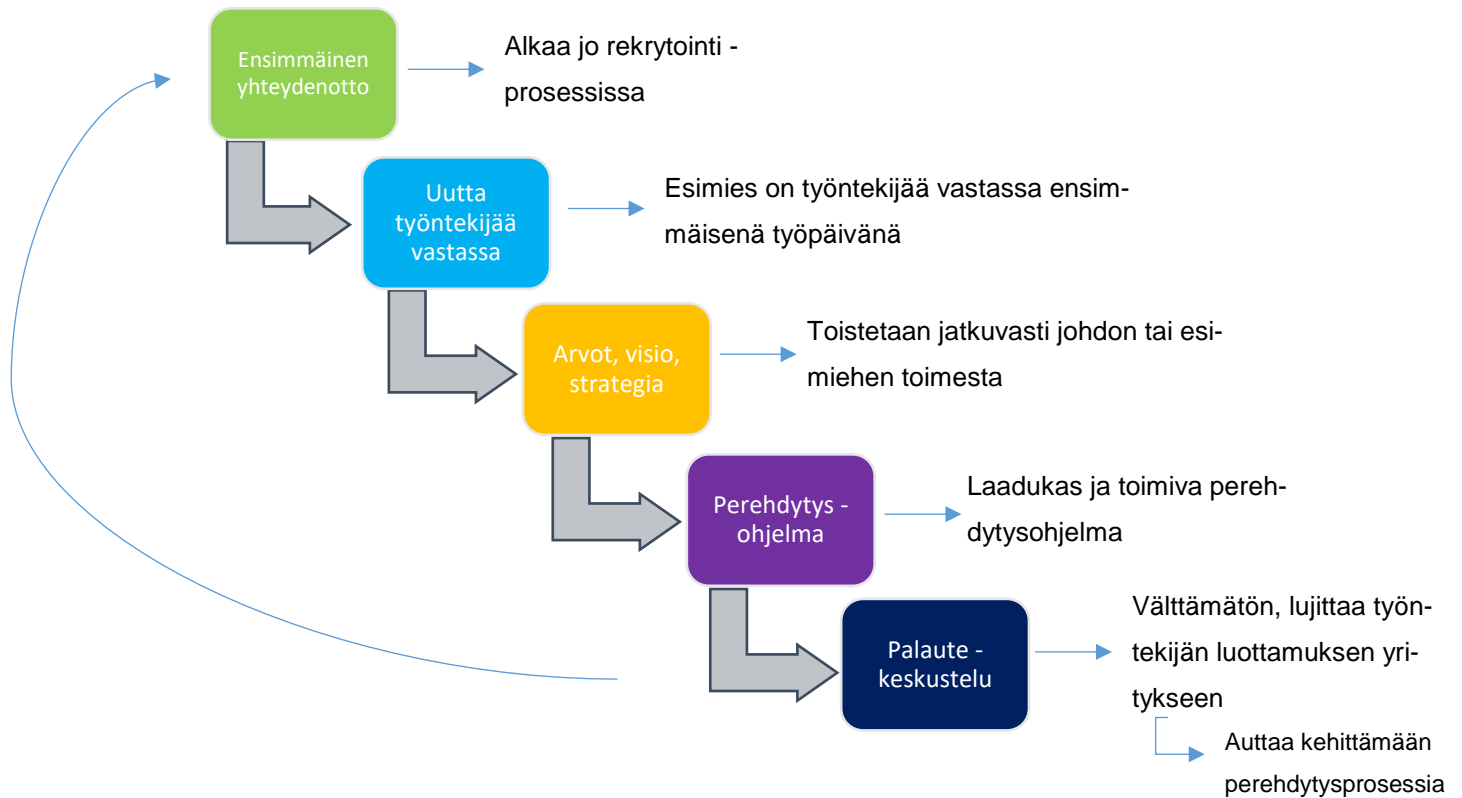 Ensimmäinen
yhteydenotto
Alkaa jo rekrytointi -
prosessissa
Uutta
työntekijää
vastassa
Esimies on työntekijää vastassa ensim-
mäisenä työpäivänä
Arvot, visio,
strategia
Toistetaan jatkuvasti johdon tai esi-
miehen toimesta
Perehdytys -
ohjelma
Laadukas ja toimiva pereh-
dytysohjelma
Palaute -
keskustelu
Välttämätön, lujittaa työn-
tekijän luottamuksen yri-
tykseen
Auttaa kehittämään
perehdytysprosessia